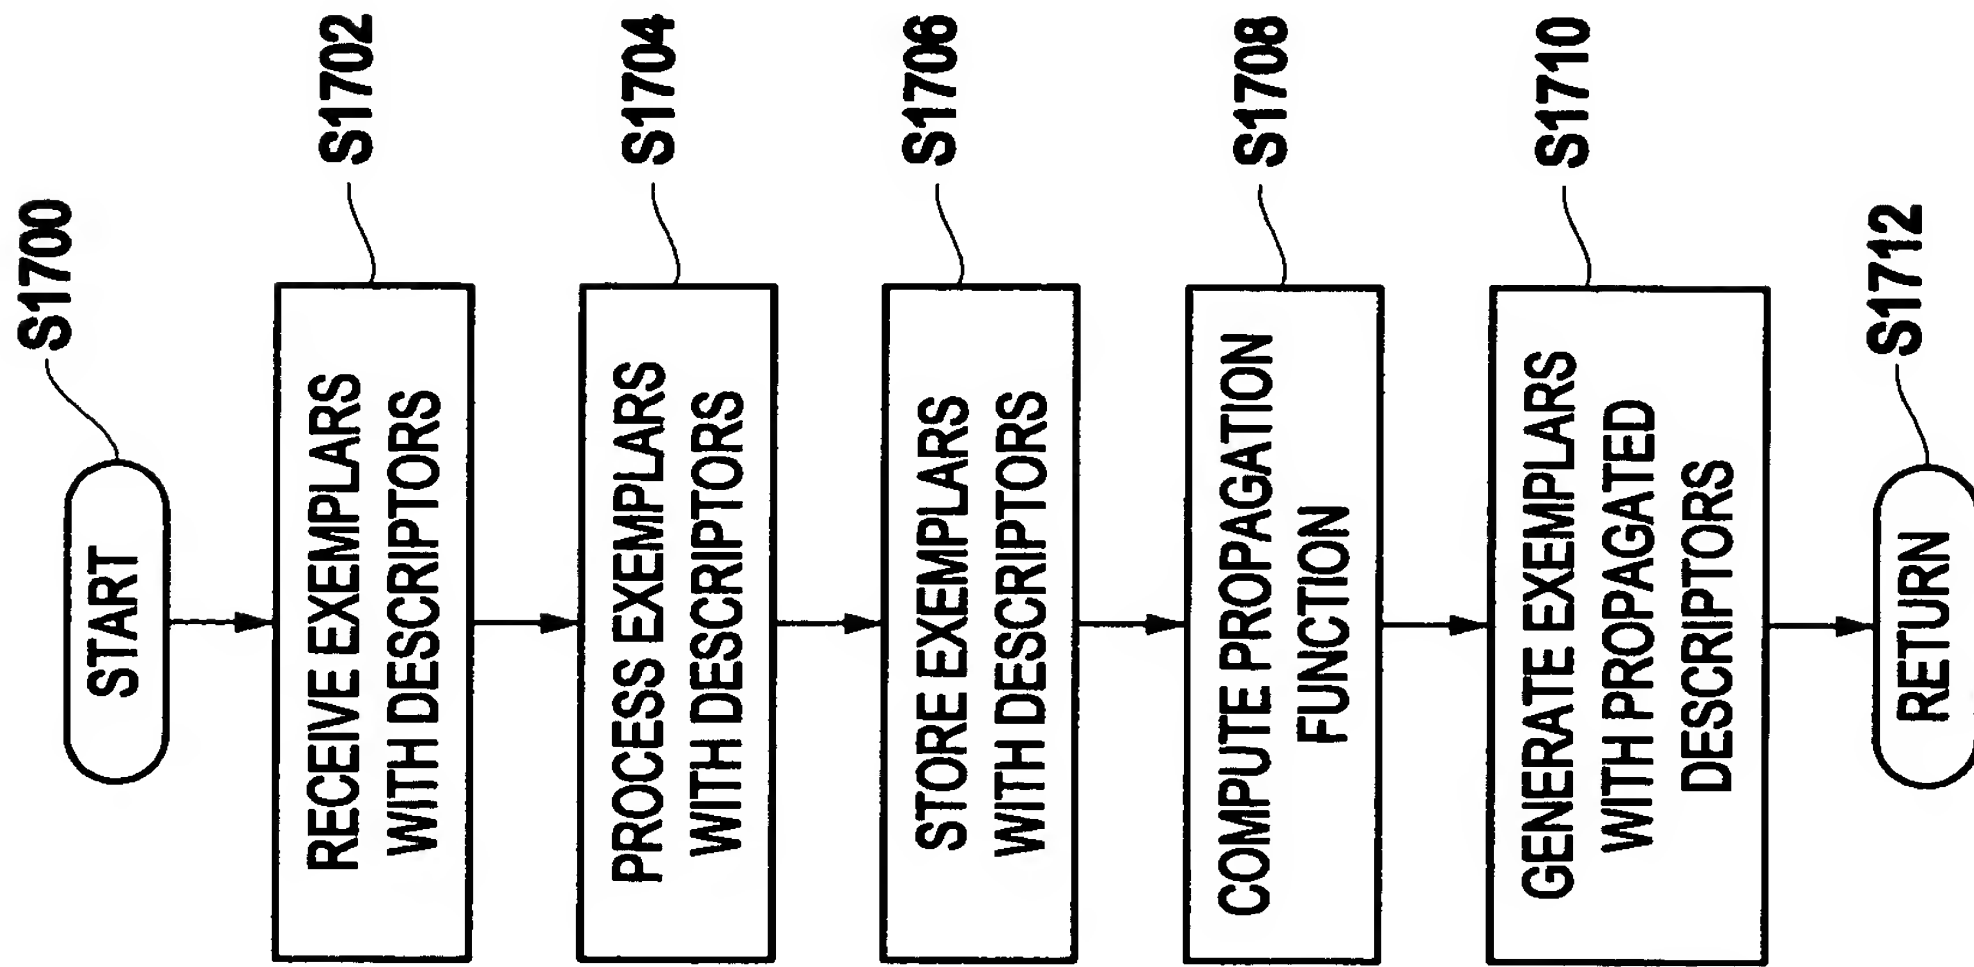 S1700
START
S1702
RECEIVE EXEMPLARS
WITH DESCRIPTORS
S1704
PROCESS EXEMPLARS
WITH DESCRIPTORS
S1706
STORE EXEMPLARS
WITH DESCRIPTORS
S1708
COMPUTE PROPAGATION
FUNCTION
S1710
GENERATE EXEMPLARS
WITH PROPAGATED
DESCRIPTORS
S1712
RETURN